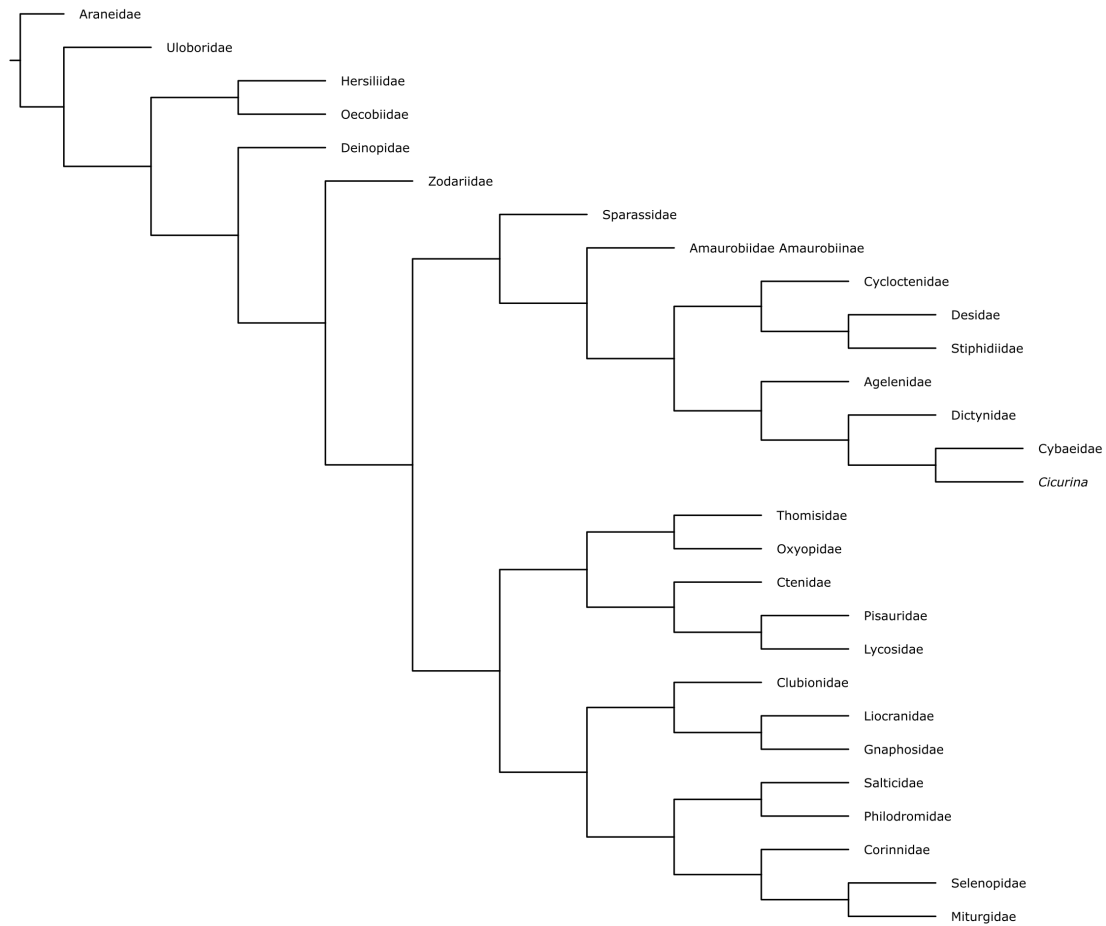 Araneidae
Uloboridae
Hersiliidae
Oecobiidae
Deinopidae
Zodariidae
Sparassidae
Amaurobiidae Amaurobiinae
Cycloctenidae
Desidae
Stiphidiidae
Agelenidae
Dictynidae
Cybaeidae
Cicurina
Thomisidae
Oxyopidae
Ctenidae
Pisauridae
Lycosidae
Clubionidae
Liocranidae
Gnaphosidae
Salticidae
Philodromidae
Corinnidae
Selenopidae
Miturgidae